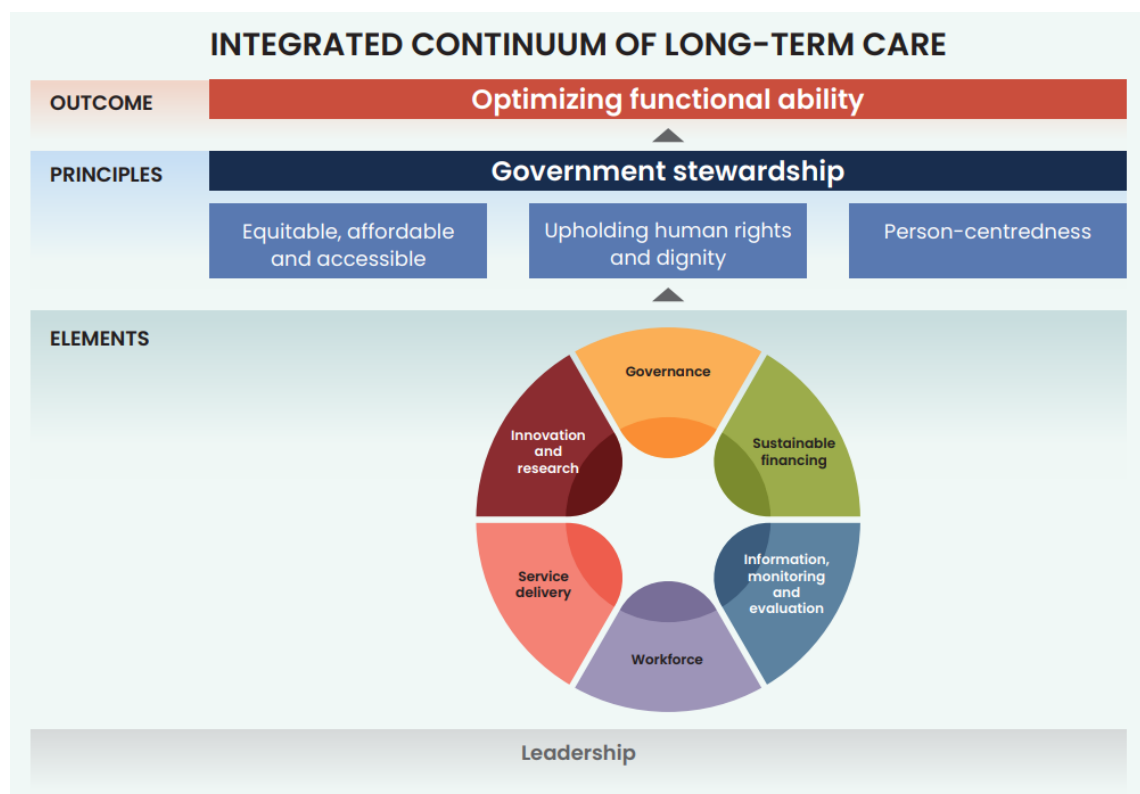 INTEGRATED CONTINUUM OF LONG-TERM CARE
OUTCOME
Optimizing functional ability
PRINCIPLES
Government stewardship
Equitable, affordable
and accessible
Upholding human rights
and dignity
Person-centredness
ELEMENTS
Governance
Sustainable
financing
Information,
monitoring
and
evaluation
Workforce
Service
delivery
Innovation
and
research
Leadership